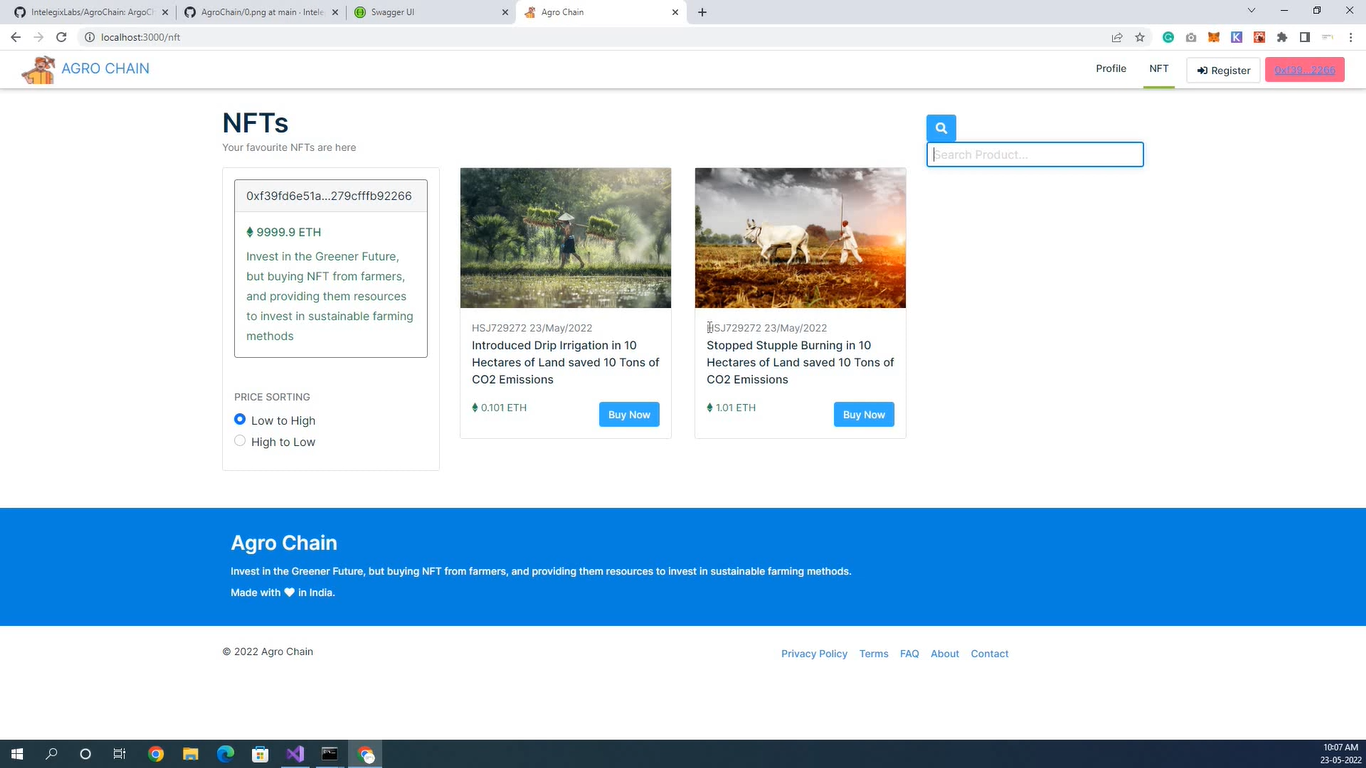 IntelegixLabs/AgroChain: ArgoCh
AgroChain/0.png at main · Intele
Swagger UI
Agro Chain
localhost:3000/nft
AGRO CHAIN
Profile
NFT
Register
0xf39...2266
NFTs
Your favourite NFTs are here
Search Product...
0xf39fd6e51a...279cfffb92266
9999.9 ETH
Invest in the Greener Future,
but buying NFT from farmers,
and providing them resources
to invest in sustainable farming
methods
PRICE SORTING
Low to High
High to Low
HSJ729272 23/May/2022
Introduced Drip Irrigation in 10
Hectares of Land saved 10 Tons of
CO2 Emissions
0.101 ETH
Buy Now
HSJ729272 23/May/2022
Stopped Stupple Burning in 10
Hectares of Land saved 10 Tons of
CO2 Emissions
1.01 ETH
Buy Now
Agro Chain
Invest in the Greener Future, but buying NFT from farmers, and providing them resources to invest in sustainable farming methods.
Made with in India.
© 2022 Agro Chain
Privacy Policy
Terms
FAQ
About
Contact
10:07 AM
23-05-2022